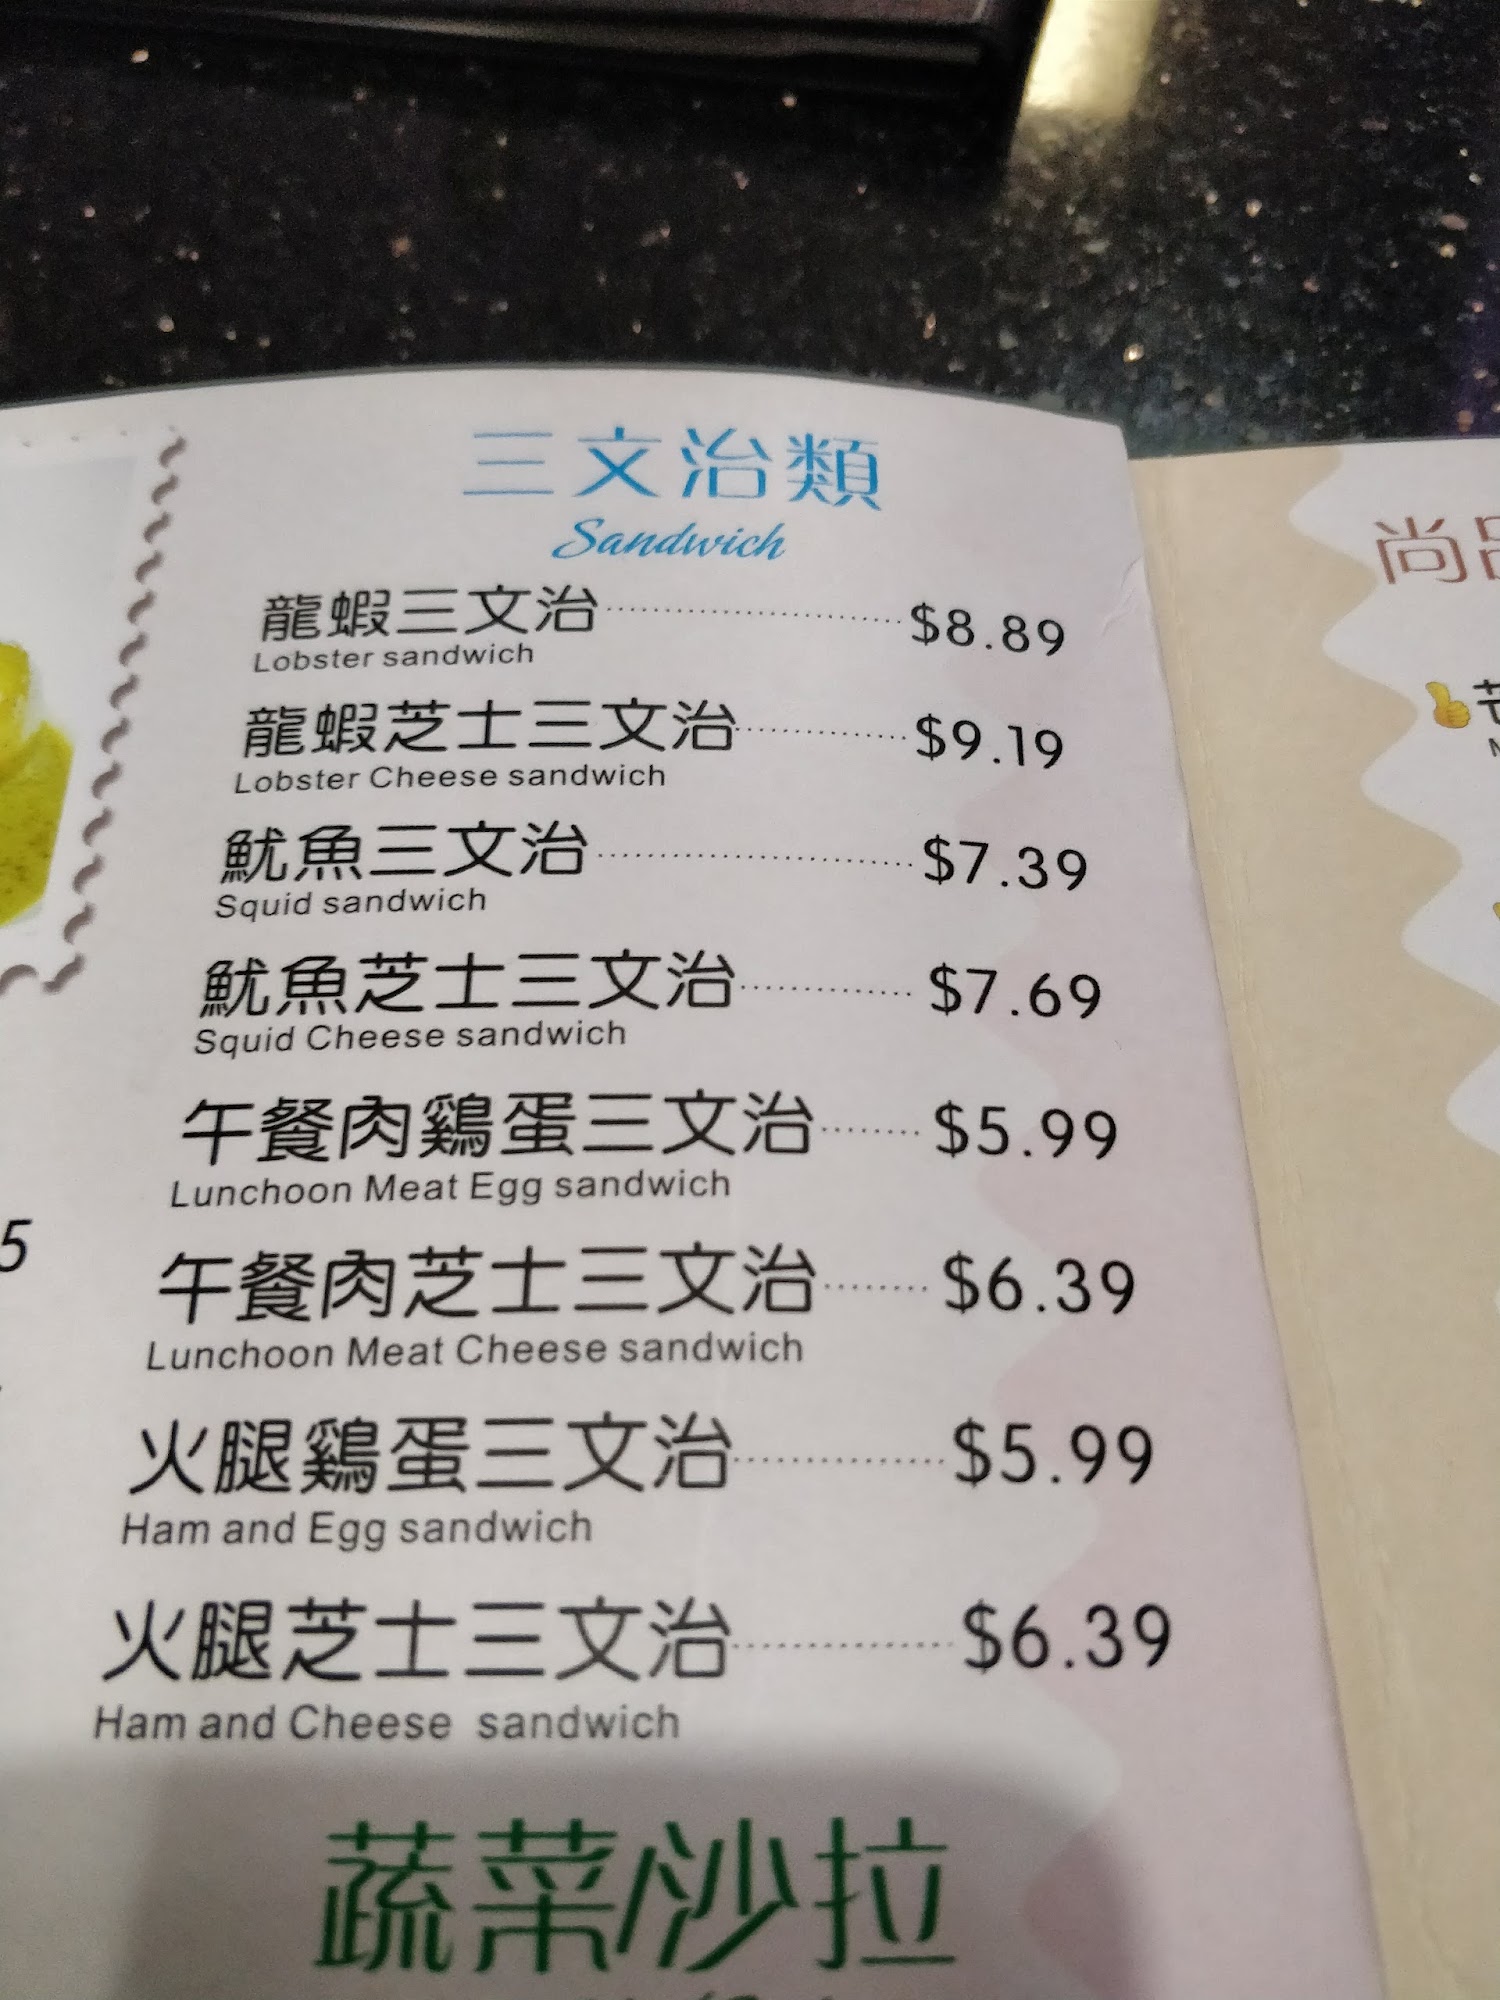 三文治類
Sandwich
龍蝦三文治 $8.89
Lobster sandwich
龍蝦芝士三文治 $9.19
Lobster Cheese sandwich
魷魚三文治 $7.39
Squid sandwich
魷魚芝士三文治 $7.69
Squid Cheese sandwich
午餐肉鷄蛋三文治 $5.99
Lunchoon Meat Egg sandwich
午餐肉芝士三文治 $6.39
Lunchoon Meat Cheese sandwich
火腿鷄蛋三文治 $5.99
Ham and Egg sandwich
火腿芝士三文治 $6.39
Ham and Cheese sandwich
蔬菜/沙拉
5
尚品